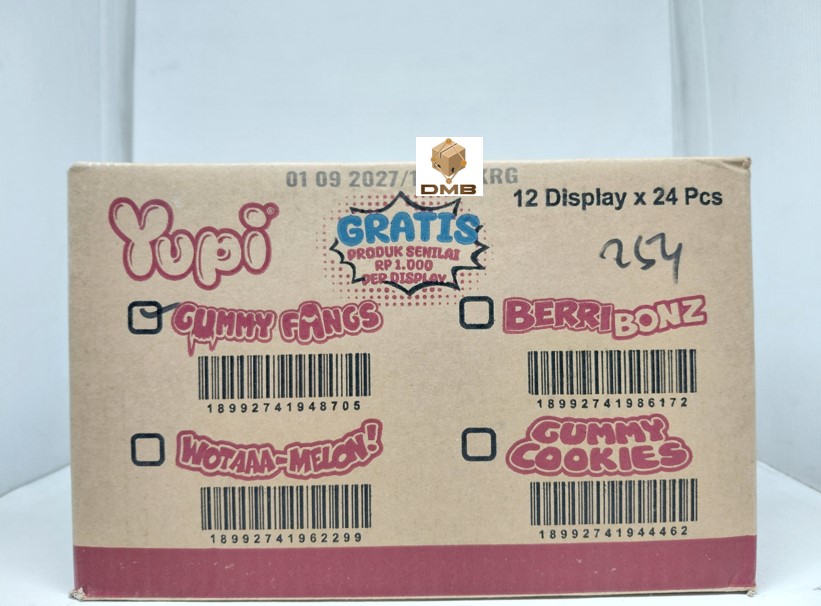 01 09 2027/1 KRG
DMB
12 Display x 24 Pcs
Yupi®
GRATIS
PRODUK SENILAI
RP 1.000
PER DISPLAY
254
GUMMY FANGS
18992741948705
BERRI BONZ
18992741986172
WOTAAA-MELON!
18992741962299
GUMMY
COOKIES
18992741944462